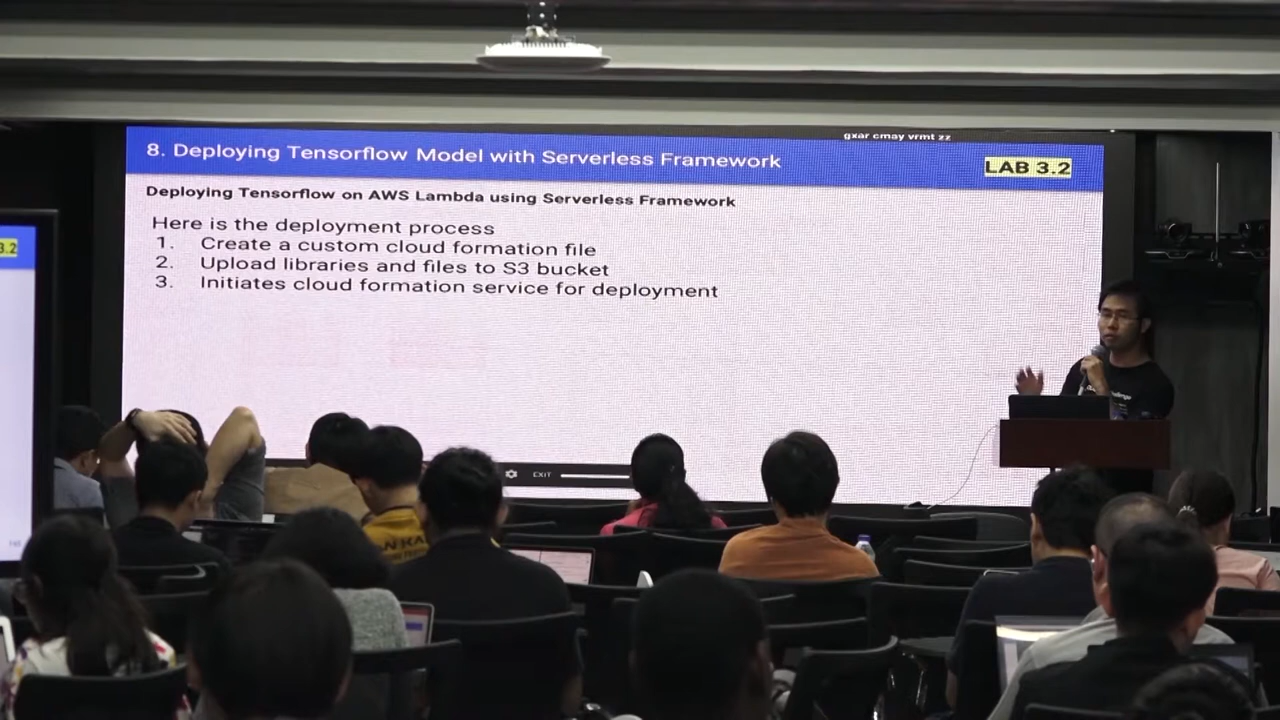 gxar cmay vrmt zz
8. Deploying Tensorflow Model with Serverless Framework
LAB 3.2
3.2
Deploying Tensorflow on AWS Lambda using Serverless Framework
Here is the deployment process
1. Create a custom cloud formation file
2. Upload libraries and files to S3 bucket
3. Initiates cloud formation service for deployment
EXIT